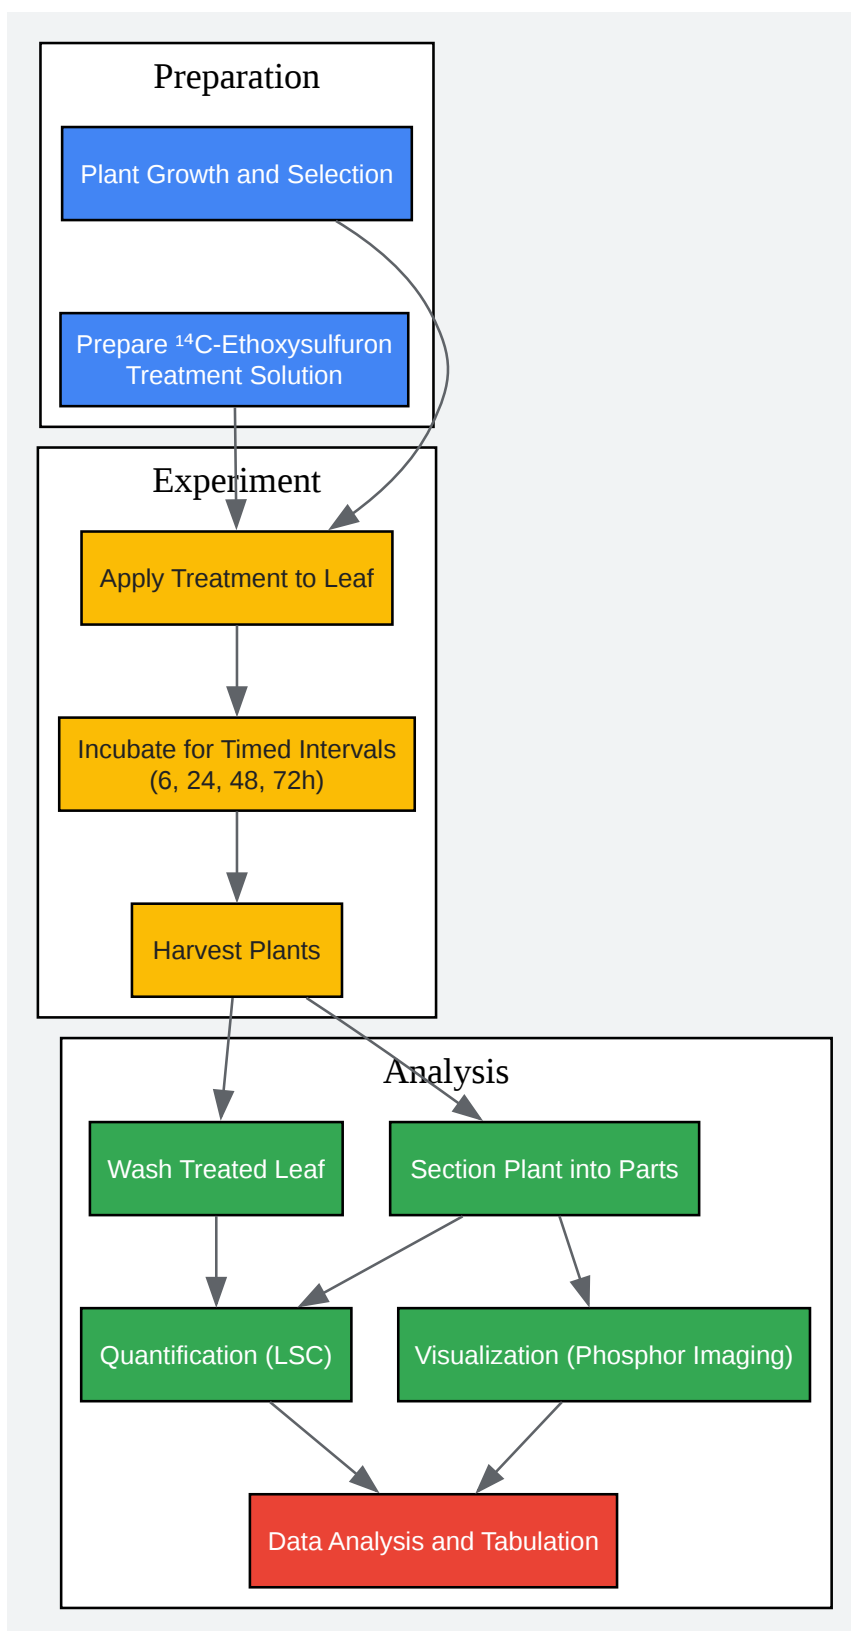 Preparation
Plant Growth and Selection
Prepare ¹⁴C-Ethoxysulfuron
Treatment Solution
Experiment
Apply Treatment to Leaf
Incubate for Timed Intervals
(6, 24, 48, 72h)
Harvest Plants
Analysis
Wash Treated Leaf
Section Plant into Parts
Quantification (LSC)
Visualization (Phosphor Imaging)
Data Analysis and Tabulation